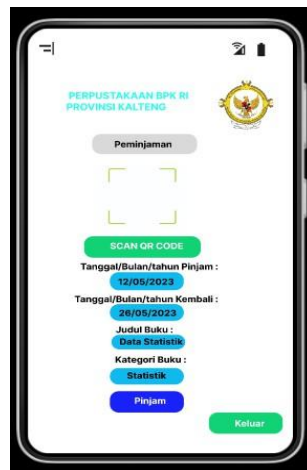 PERPUSTAKAAN BPK RI
PROVINSI KALTENG
Peminjaman
SCAN QR CODE
Tanggal/Bulan/tahun Pinjam :
12/05/2023
Tanggal/Bulan/tahun Kembali :
26/05/2023
Judul Buku :
Data Statistik
Kategori Buku :
Statistik
Pinjam
Keluar